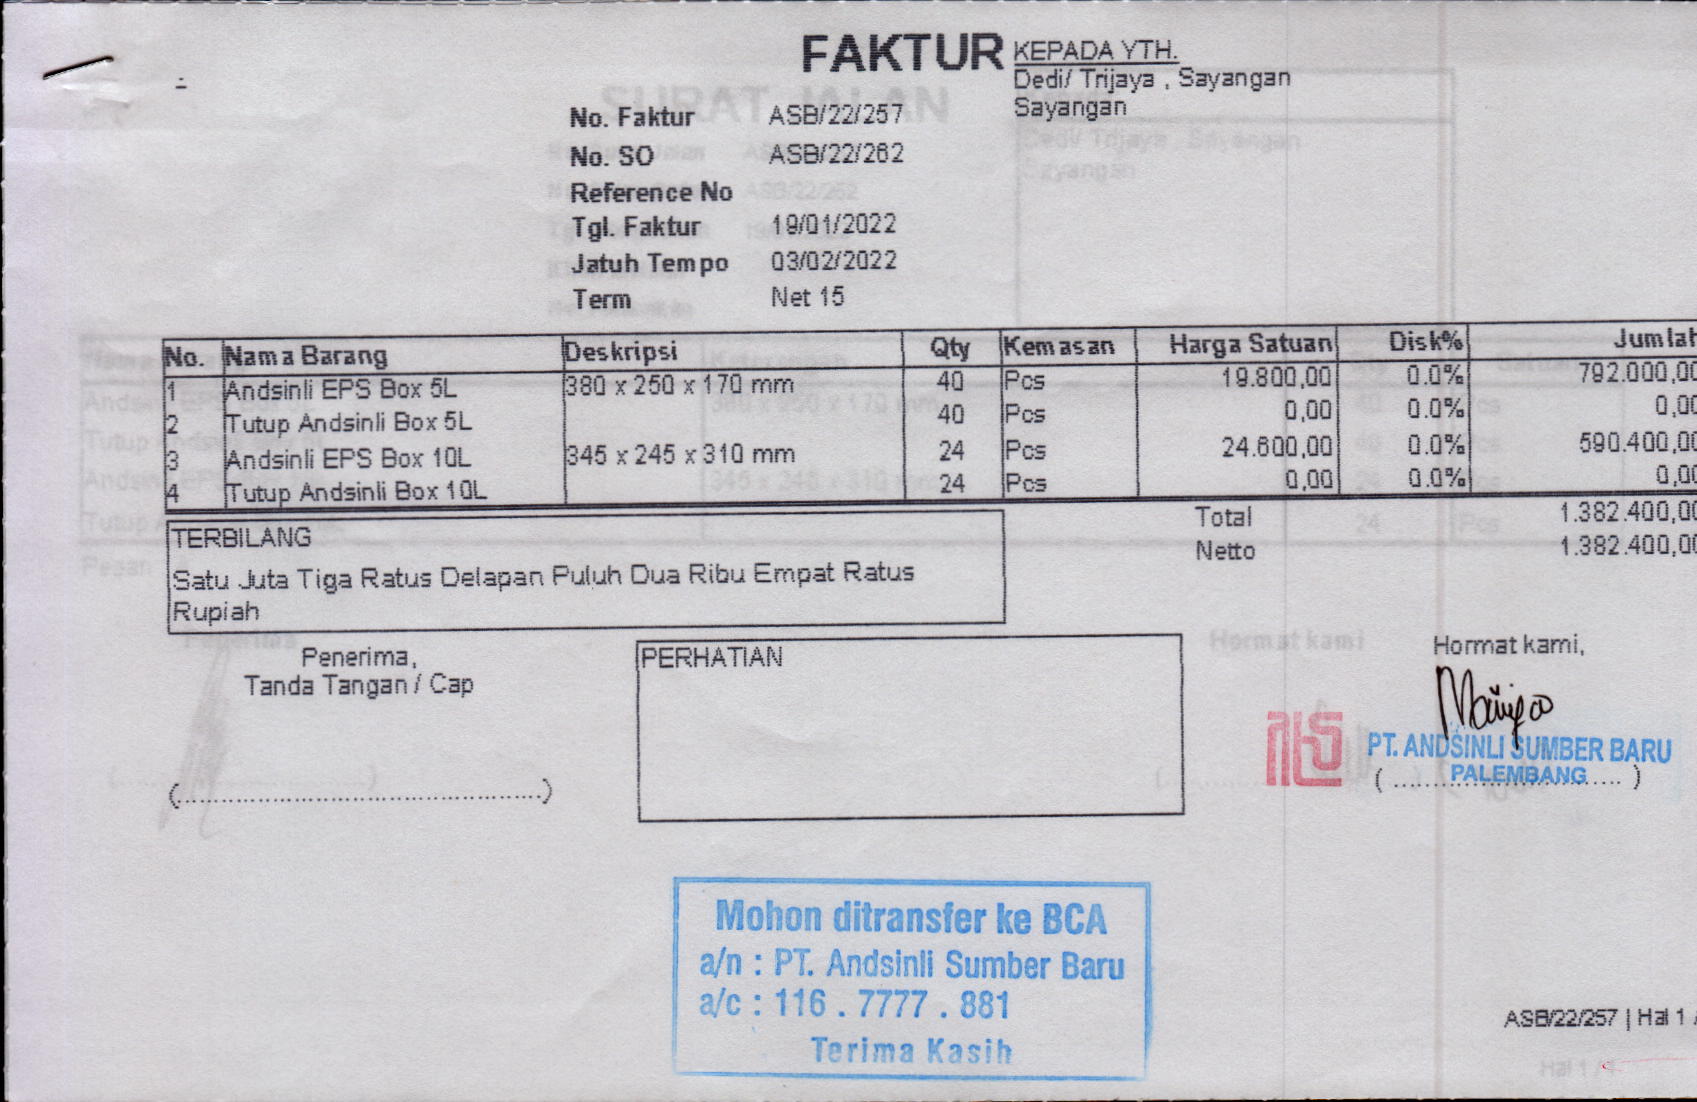 FAKTUR
KEPADA YTH.
Dedi/ Trijaya , Sayangan
Sayangan
No. Faktur ASB/22/257
No. SO ASB/22/262
Reference No
Tgl. Faktur 19/01/2022
Jatuh Tempo 03/02/2022
Term Net 15
No. Nama Barang Deskripsi Qty Kemasan Harga Satuan Disk% Jumlah
1 Andsinli EPS Box 5L 380 x 250 x 170 mm 40 Pcs 19.800,00 0.0% 792.000,00
2 Tutup Andsinli Box 5L 40 Pcs 0,00 0.0% 0,00
3 Andsinli EPS Box 10L 345 x 245 x 310 mm 24 Pcs 24.600,00 0.0% 590.400,00
4 Tutup Andsinli Box 10L 24 Pcs 0,00 0.0% 0,00
Total 1.382.400,00
Netto 1.382.400,00
TERBILANG
Satu Juta Tiga Ratus Delapan Puluh Dua Ribu Empat Ratus
Rupiah
Penerima,
Tanda Tangan / Cap
PERHATIAN
Hormat kami,
PT. ANDSINLI SUMBER BARU
PALEMBANG
Mohon ditransfer ke BCA
a/n : PT. Andsinli Sumber Baru
a/c : 116 . 7777 . 881
Terima Kasih
ASB/22/257 | Hal 1 /
Hal 1 /